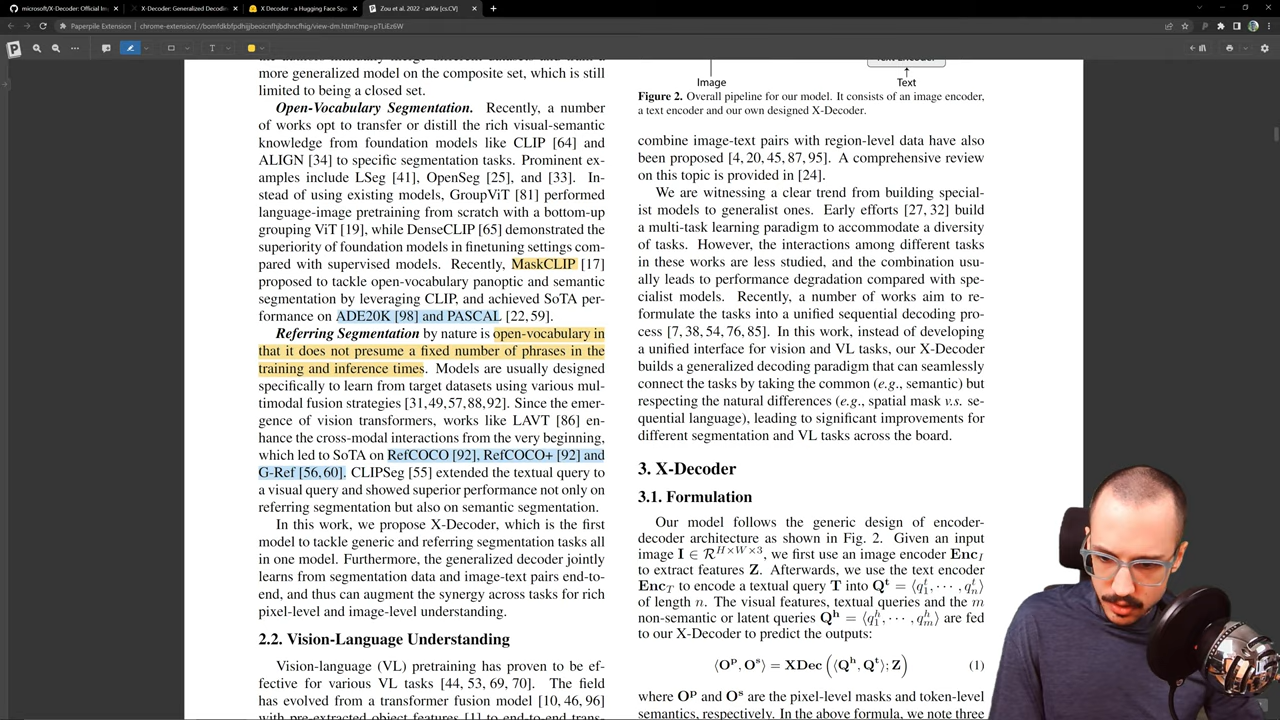 microsoft/X-Decoder: Official Im
X-Decoder: Generalized Decodin
X Decoder - a Hugging Face Spa
Zou et al. 2022 - arXiv [cs.CV]
Paperpile Extension | chrome-extension://bomfdkbfpdhijjbeoicnfhjbdhncfhig/view-dm.html?mp=pTLiEz6W
more generalized model on the composite set, which is still
limited to being a closed set.
Open-Vocabulary Segmentation. Recently, a number
of works opt to transfer or distill the rich visual-semantic
knowledge from foundation models like CLIP [64] and
ALIGN [34] to specific segmentation tasks. Prominent ex-
amples include LSeg [41], OpenSeg [25], and [33]. In-
stead of using existing models, GroupViT [81] performed
language-image pretraining from scratch with a bottom-up
grouping ViT [19], while DenseCLIP [65] demonstrated the
superiority of foundation models in finetuning settings com-
pared with supervised models. Recently, MaskCLIP [17]
proposed to tackle open-vocabulary panoptic and semantic
segmentation by leveraging CLIP, and achieved SoTA per-
formance on ADE20K [98] and PASCAL [22,59].
Referring Segmentation by nature is open-vocabulary in
that it does not presume a fixed number of phrases in the
training and inference times. Models are usually designed
specifically to learn from target datasets using various mul-
timodal fusion strategies [31,49,57,88,92]. Since the emer-
gence of vision transformers, works like LAVT [86] en-
hance the cross-modal interactions from the very beginning,
which led to SoTA on RefCOCO [92], RefCOCO+ [92] and
G-Ref [56,60]. CLIPSeg [55] extended the textual query to
a visual query and showed superior performance not only on
referring segmentation but also on semantic segmentation.
In this work, we propose X-Decoder, which is the first
model to tackle generic and referring segmentation tasks all
in one model. Furthermore, the generalized decoder jointly
learns from segmentation data and image-text pairs end-to-
end, and thus can augment the synergy across tasks for rich
pixel-level and image-level understanding.
2.2. Vision-Language Understanding
Vision-language (VL) pretraining has proven to be ef-
fective for various VL tasks [44, 53, 69, 70]. The field
has evolved from a transformer fusion model [10, 46, 96]
with pre-extracted object features [1] to end-to-end trans-
Image
Text
Figure 2. Overall pipeline for our model. It consists of an image encoder,
a text encoder and our own designed X-Decoder.
combine image-text pairs with region-level data have also
been proposed [4, 20, 45, 87, 95]. A comprehensive review
on this topic is provided in [24].
We are witnessing a clear trend from building special-
ist models to generalist ones. Early efforts [27, 32] build
a multi-task learning paradigm to accommodate a diversity
of tasks. However, the interactions among different tasks
in these works are less studied, and the combination usu-
ally leads to performance degradation compared with spe-
cialist models. Recently, a number of works aim to re-
formulate the tasks into a unified sequential decoding pro-
cess [7, 38, 54, 76, 85]. In this work, instead of developing
a unified interface for vision and VL tasks, our X-Decoder
builds a generalized decoding paradigm that can seamlessly
connect the tasks by taking the common (e.g., semantic) but
respecting the natural differences (e.g., spatial mask v.s. se-
quential language), leading to significant improvements for
different segmentation and VL tasks across the board.
3. X-Decoder
3.1. Formulation
Our model follows the generic design of encoder-
decoder architecture as shown in Fig. 2. Given an input
image I ∈ R^{H×W×3}, we first use an image encoder Enc_I
to extract features Z. Afterwards, we use the text encoder
Enc_T to encode a textual query T into Q^t = ⟨q_1^t, ⋯, q_n^t⟩
of length n. The visual features, textual queries and the m
non-semantic or latent queries Q^h = ⟨q_1^h, ⋯, q_m^h⟩ are fed
to our X-Decoder to predict the outputs:
⟨O^p, O^s⟩ = XDec (⟨Q^h, Q^t⟩; Z) (1)
where O^p and O^s are the pixel-level masks and token-level
semantics, respectively. In the above formula, we note three